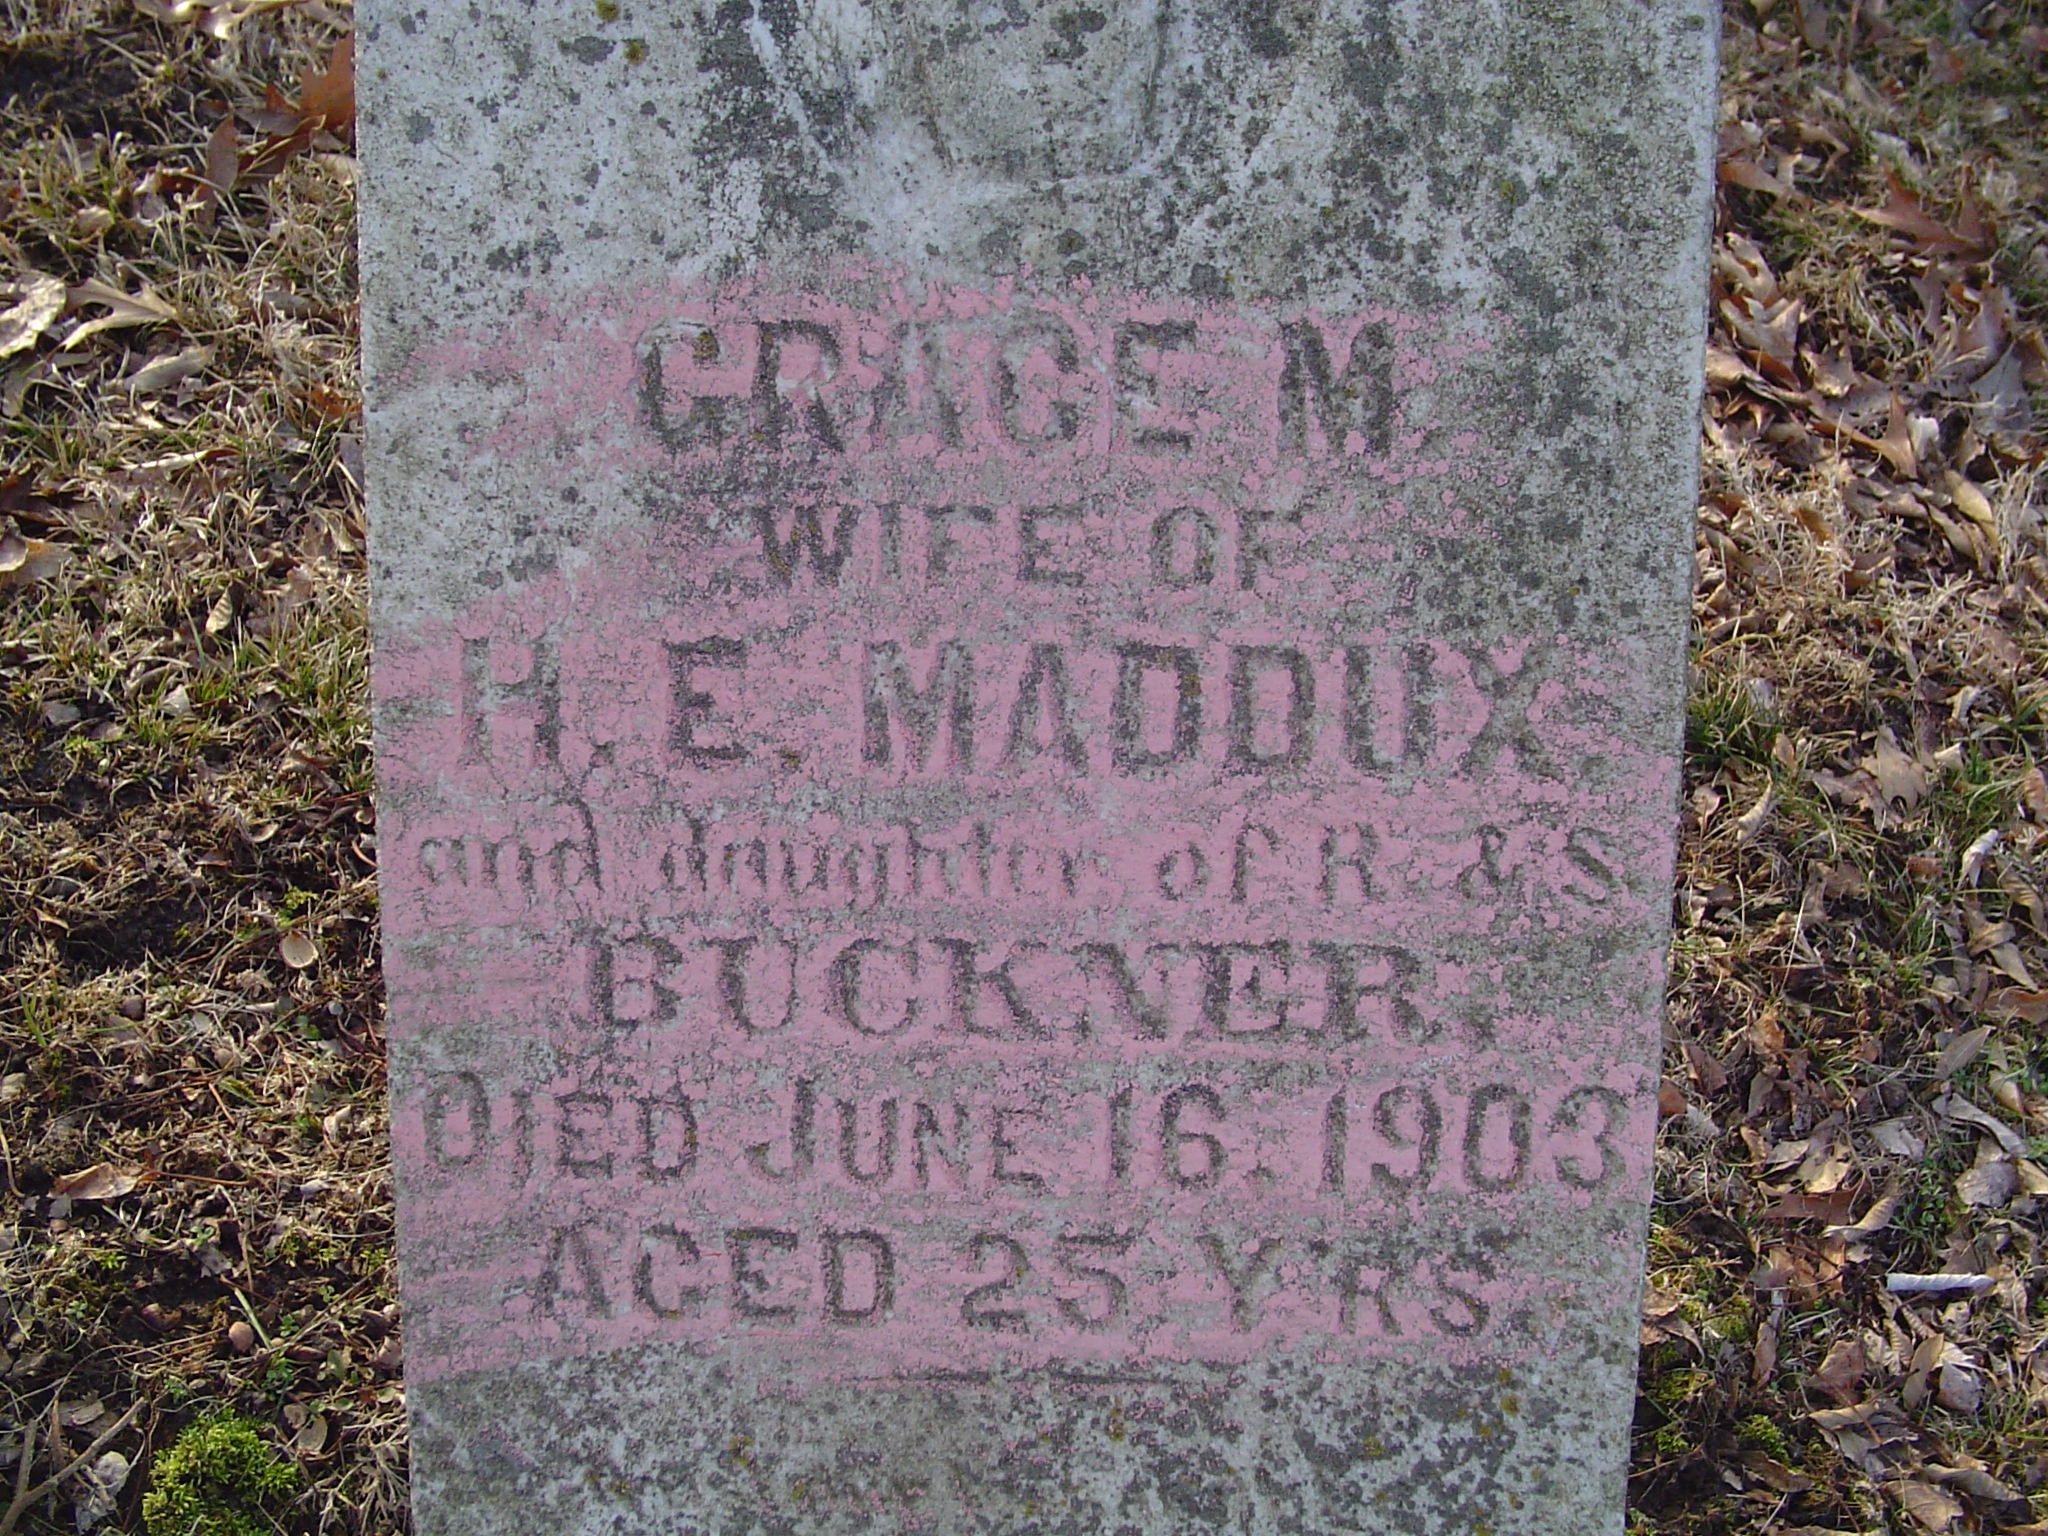 GRACE M.
WIFE OF
H. E. MADDUX
and daughter of R. & S
BUCKNER,
DIED JUNE 16. 1903
AGED 25 YRS.